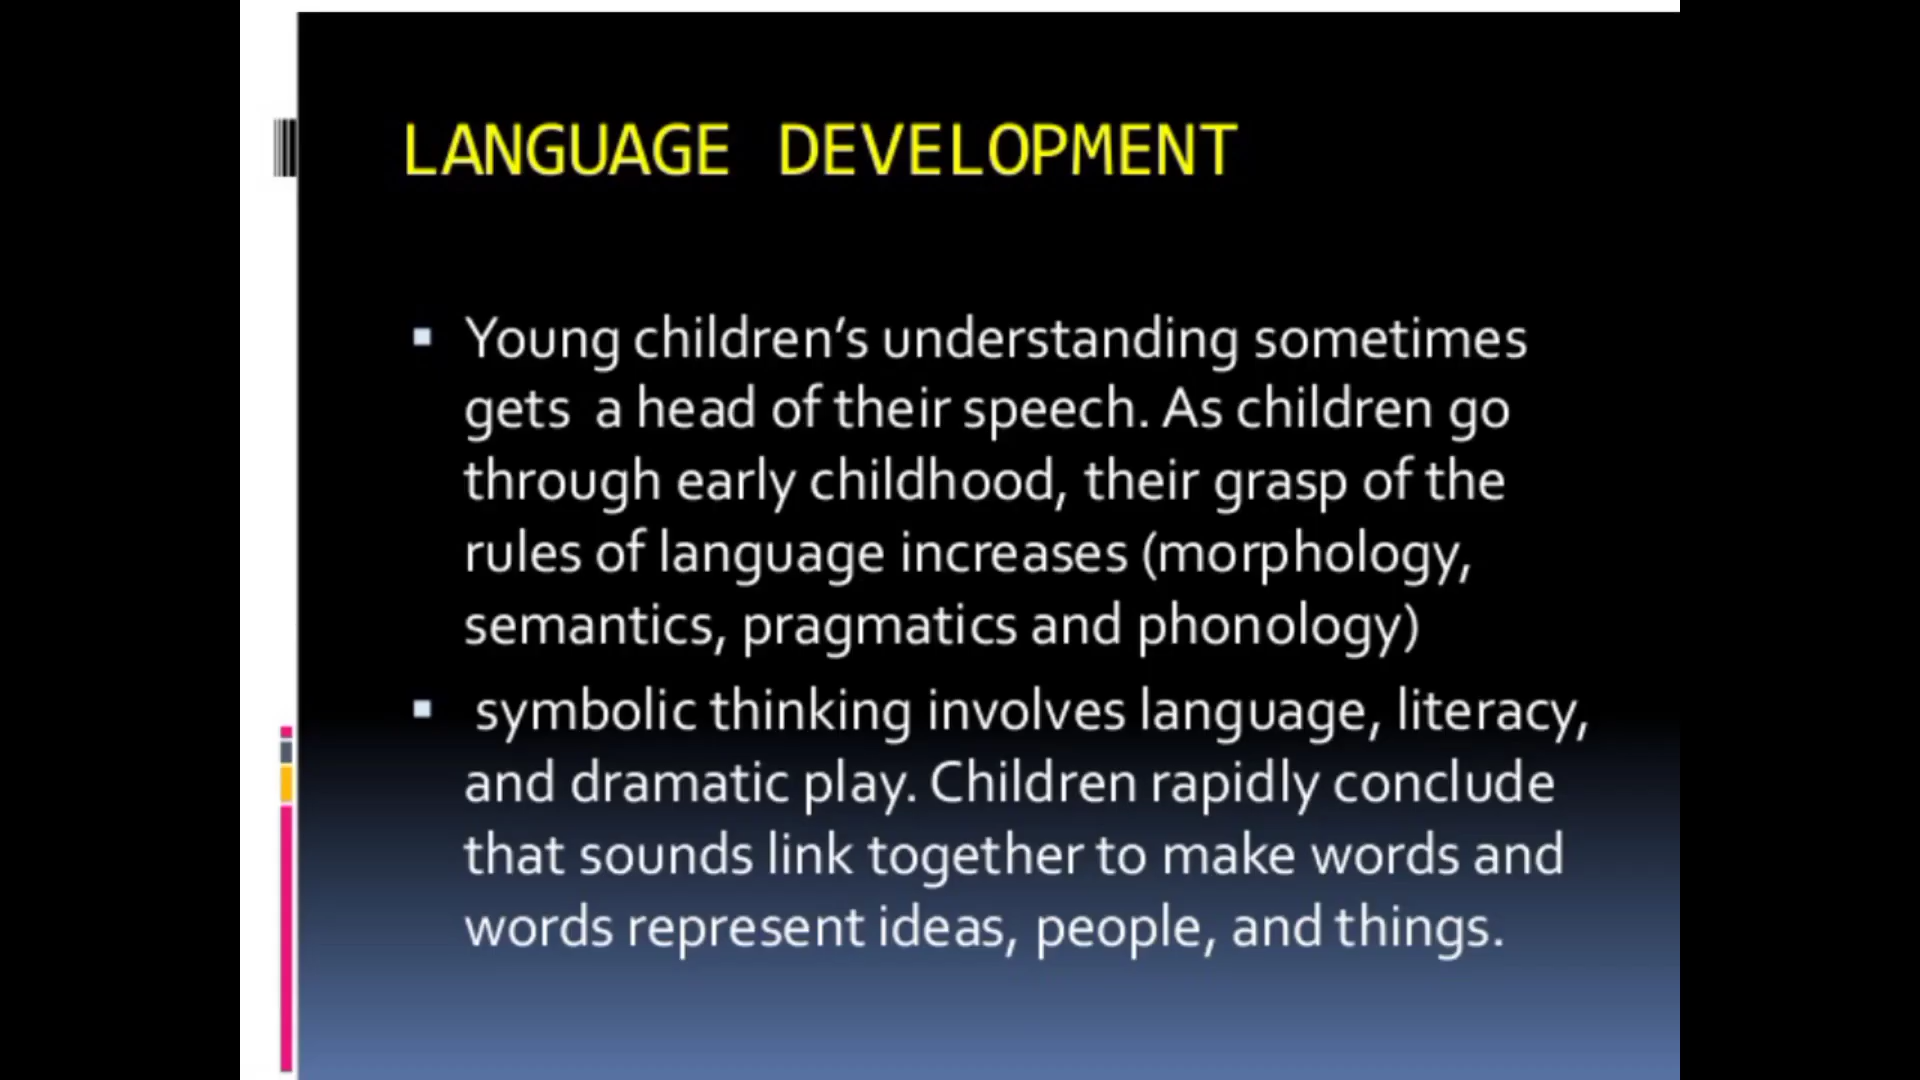 LANGUAGE DEVELOPMENT
Young children's understanding sometimes
gets a head of their speech. As children go
through early childhood, their grasp of the
rules of language increases (morphology,
semantics, pragmatics and phonology)
symbolic thinking involves language, literacy,
and dramatic play. Children rapidly conclude
that sounds link together to make words and
words represent ideas, people, and things.